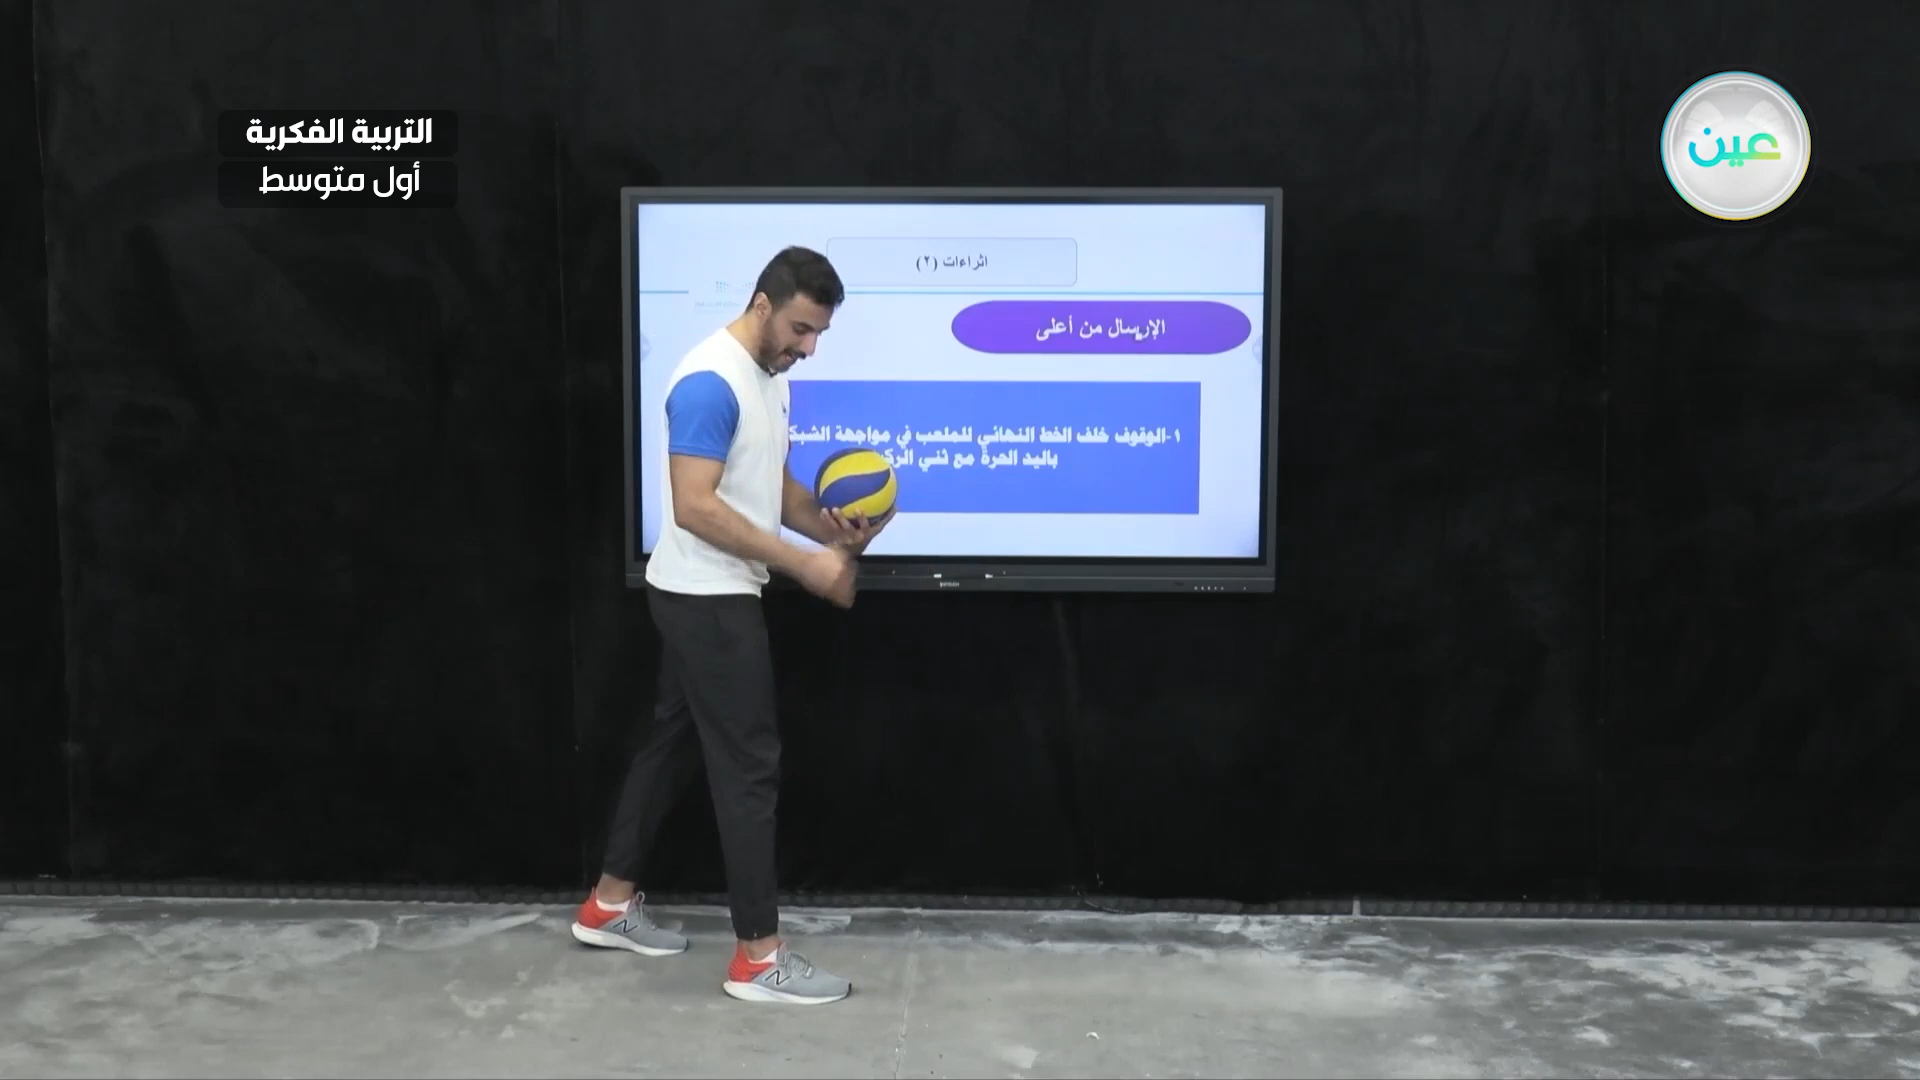 التربية الفكرية
أول متوسط
عين
اثراءات (٢)
الإرسال من أعلى
١-الوقوف خلف الخط النهائي للملعب في مواجهة
باليد الحرة مع ثني